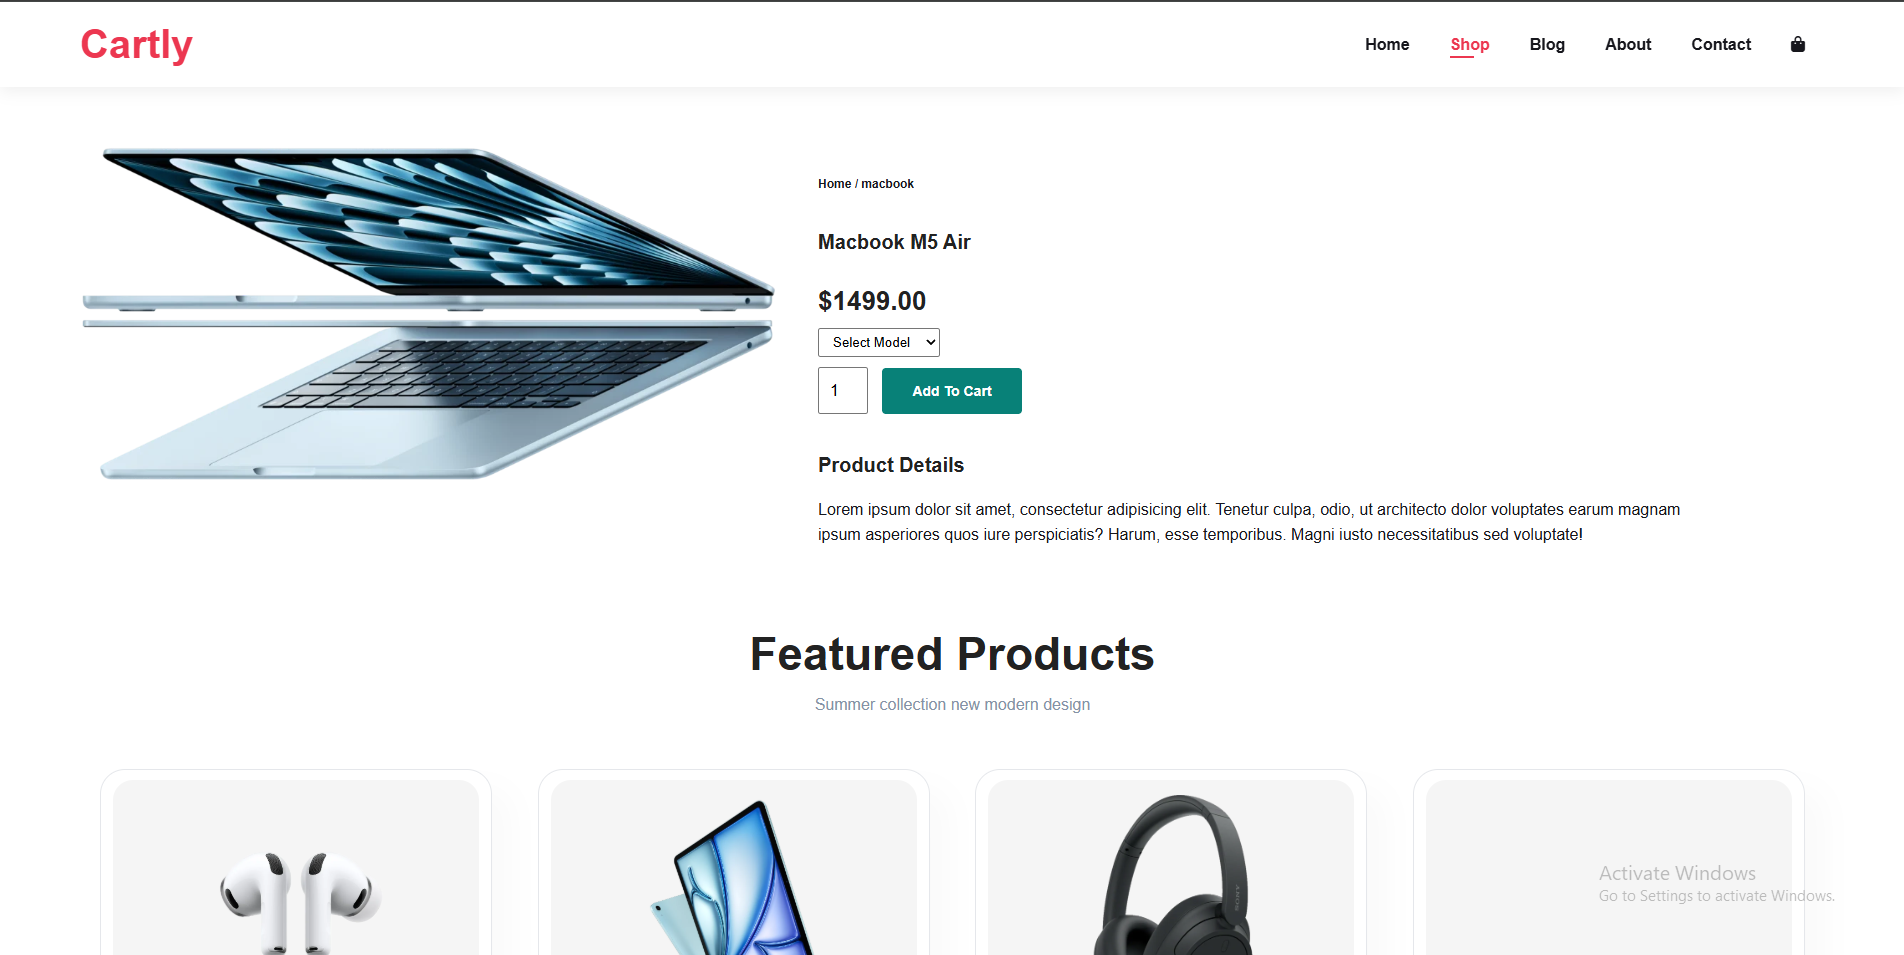 Cartly
Home Shop Blog About Contact
Home / macbook
Macbook M5 Air
$1499.00
Select Model
1 Add To Cart
Product Details
Lorem ipsum dolor sit amet, consectetur adipisicing elit. Tenetur culpa, odio, ut architecto dolor voluptates earum magnam
ipsum asperiores quos iure perspiciatis? Harum, esse temporibus. Magni iusto necessitatibus sed voluptate!
Featured Products
Summer collection new modern design
SONY
Activate Windows
Go to Settings to activate Windows.